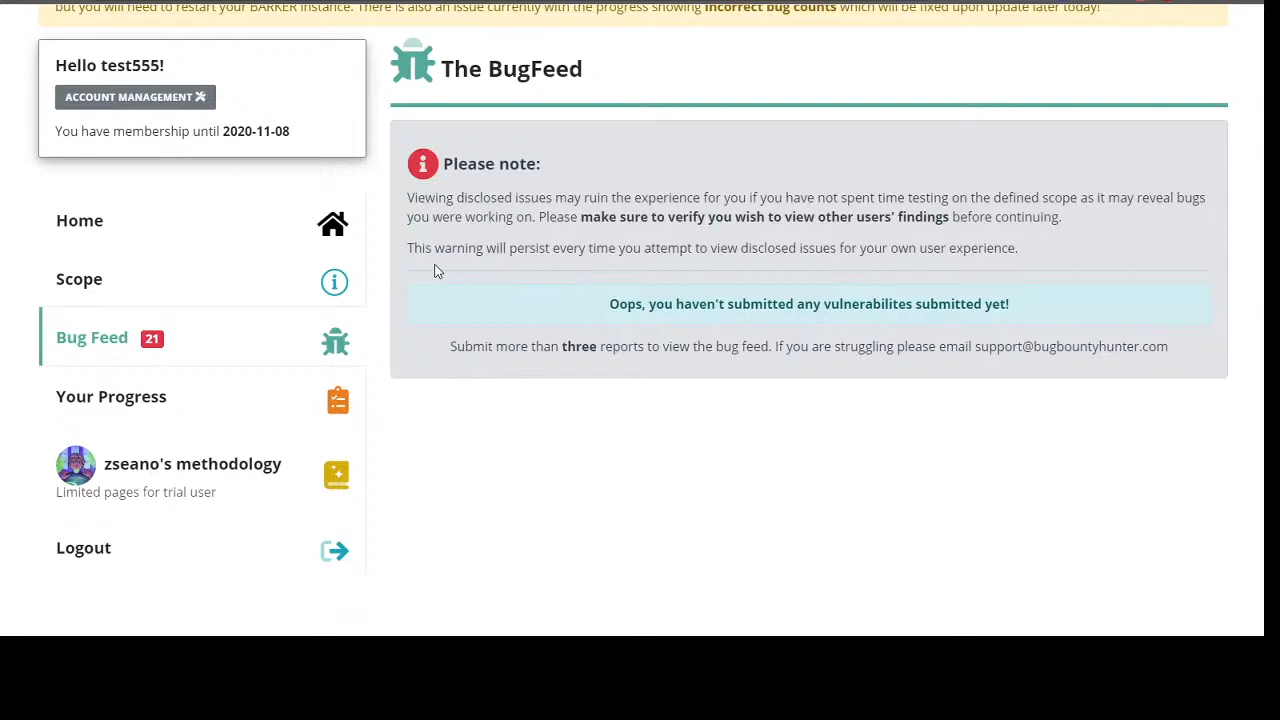 but you will need to restart your BARKER instance. There is also an issue currently with the progress showing incorrect bug counts which will be fixed upon update later today!
Hello test555!
ACCOUNT MANAGEMENT
You have membership until 2020-11-08
Home
Scope
Bug Feed 21
Your Progress
zseano's methodology
Limited pages for trial user
Logout
The BugFeed
Please note:
Viewing disclosed issues may ruin the experience for you if you have not spent time testing on the defined scope as it may reveal bugs
you were working on. Please make sure to verify you wish to view other users' findings before continuing.
This warning will persist every time you attempt to view disclosed issues for your own user experience.
Oops, you haven't submitted any vulnerabilites submitted yet!
Submit more than three reports to view the bug feed. If you are struggling please email support@bugbountyhunter.com